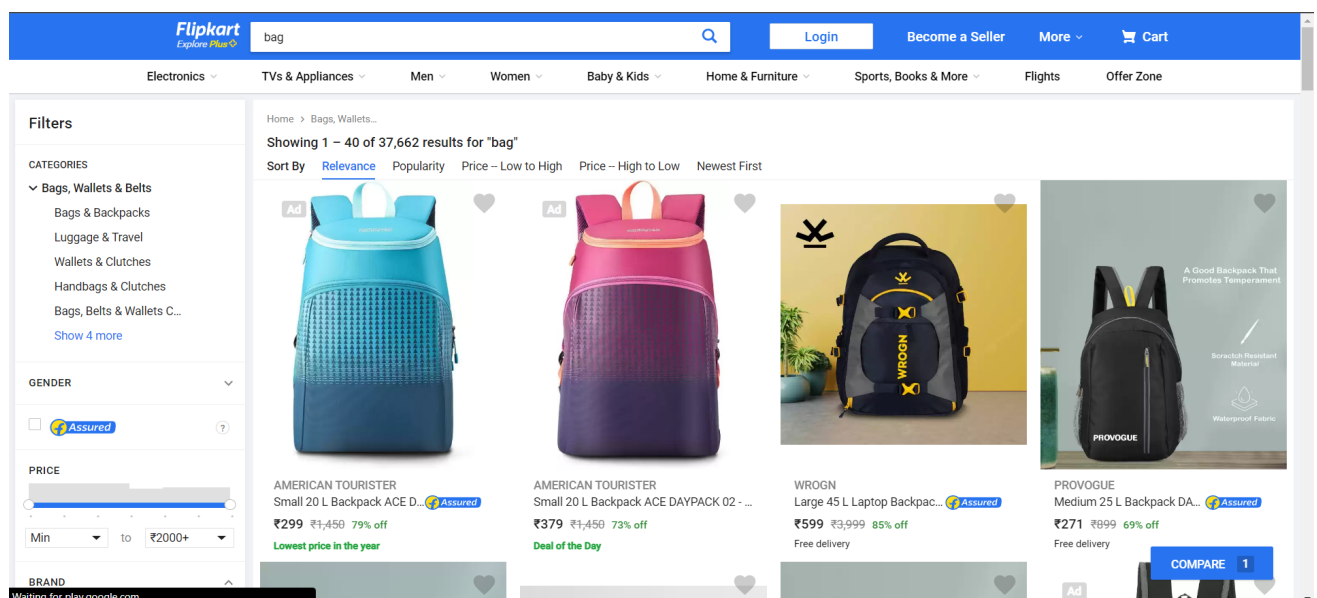 Flipkart
Explore Plus
bag
Login
Become a Seller
More
Cart
Electronics
TVs & Appliances
Men
Women
Baby & Kids
Home & Furniture
Sports, Books & More
Flights
Offer Zone
Filters
CATEGORIES
Bags, Wallets & Belts
Bags & Backpacks
Luggage & Travel
Wallets & Clutches
Handbags & Clutches
Bags, Belts & Wallets C...
Show 4 more
GENDER
Assured
?
PRICE
Min to ₹2000+
BRAND
Waiting for play.google.com...
Home > Bags, Wallets...
Showing 1 – 40 of 37,662 results for "bag"
Sort By Relevance Popularity Price -- Low to High Price -- High to Low Newest First
Ad
AMERICAN TOURISTER
Small 20 L Backpack ACE D... Assured
₹299 ₹1,450 79% off
Lowest price in the year
Ad
AMERICAN TOURISTER
Small 20 L Backpack ACE DAYPACK 02 - ...
₹379 ₹1,450 73% off
Deal of the Day
WROGN
WROGN
Large 45 L Laptop Backpac... Assured
₹599 ₹3,999 85% off
Free delivery
A Good Backpack That
Promotes Temperament
Scractch Resistant
Material
Waterproof Fabric
PROVOGUE
PROVOGUE
Medium 25 L Backpack DA... Assured
₹271 ₹899 69% off
Free delivery
COMPARE 1
Ad